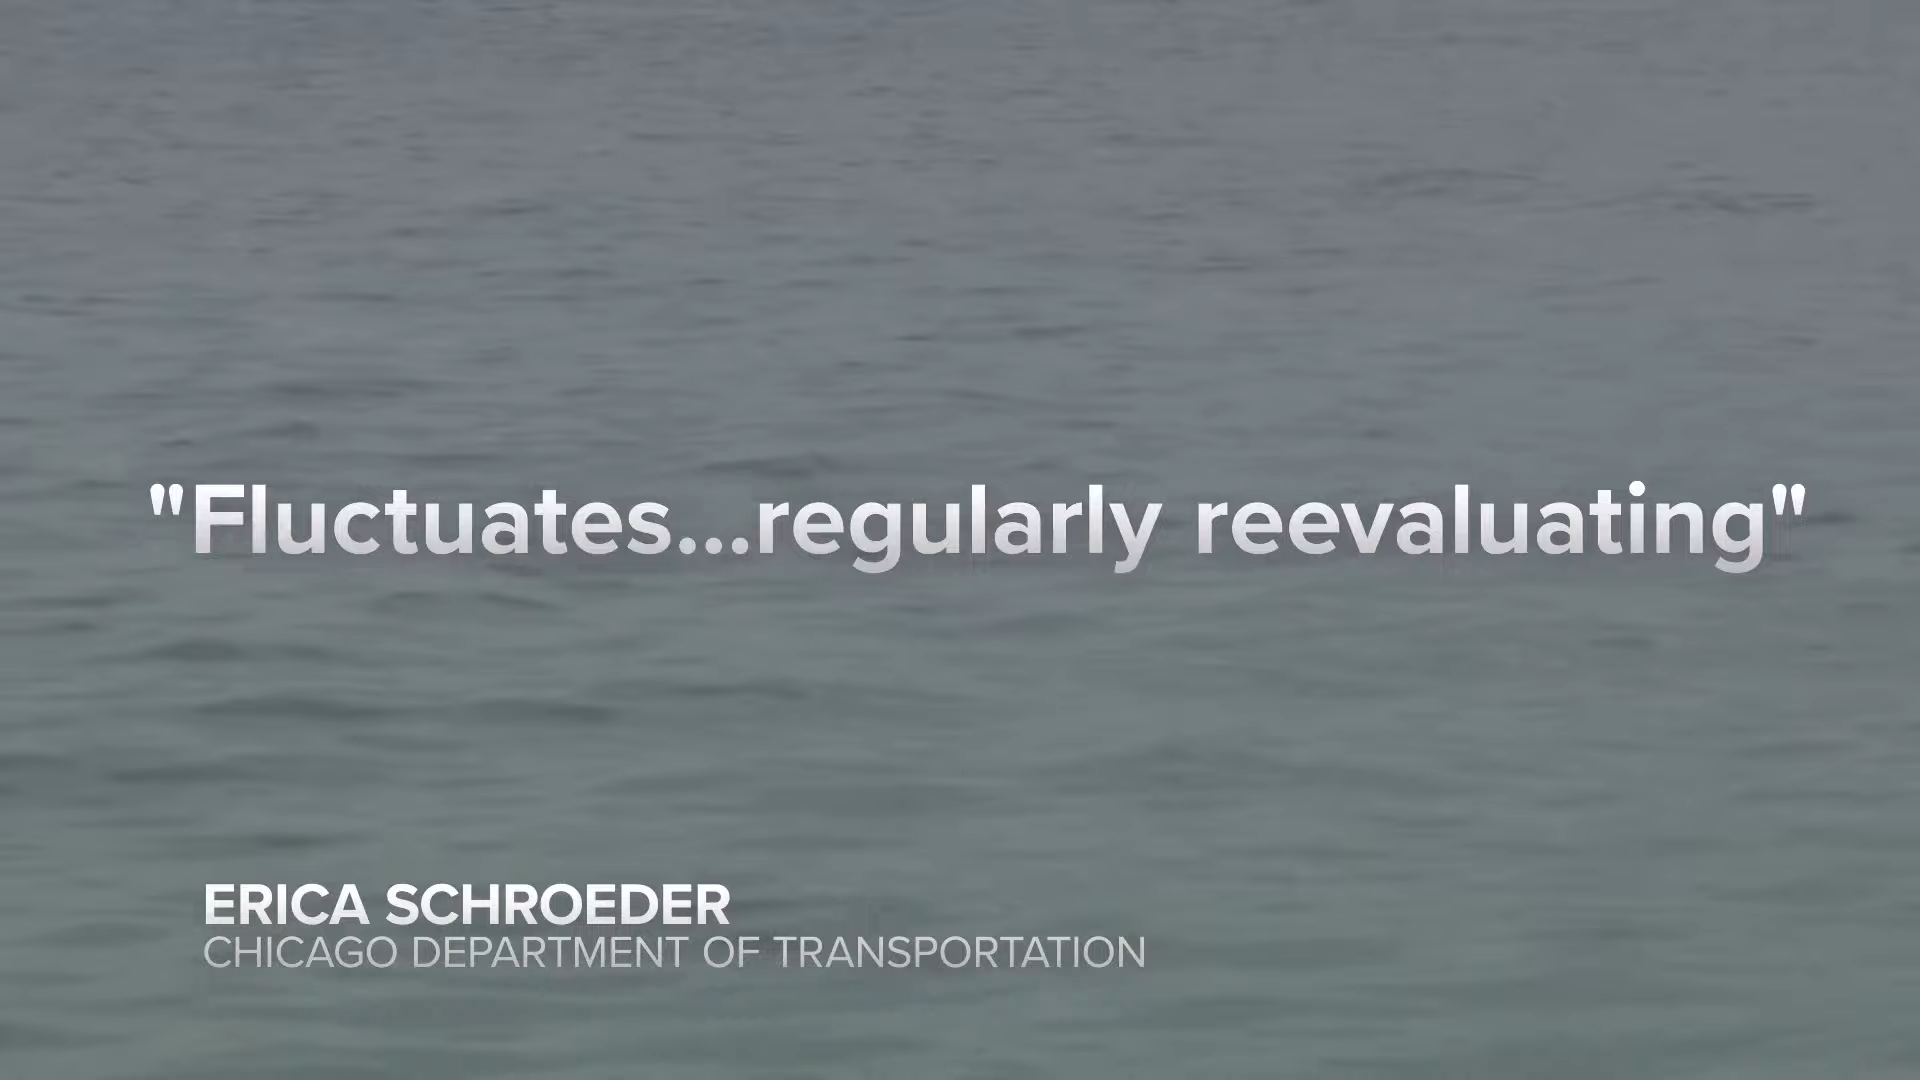 "Fluctuates...regularly reevaluating"
ERICA SCHROEDER
CHICAGO DEPARTMENT OF TRANSPORTATION